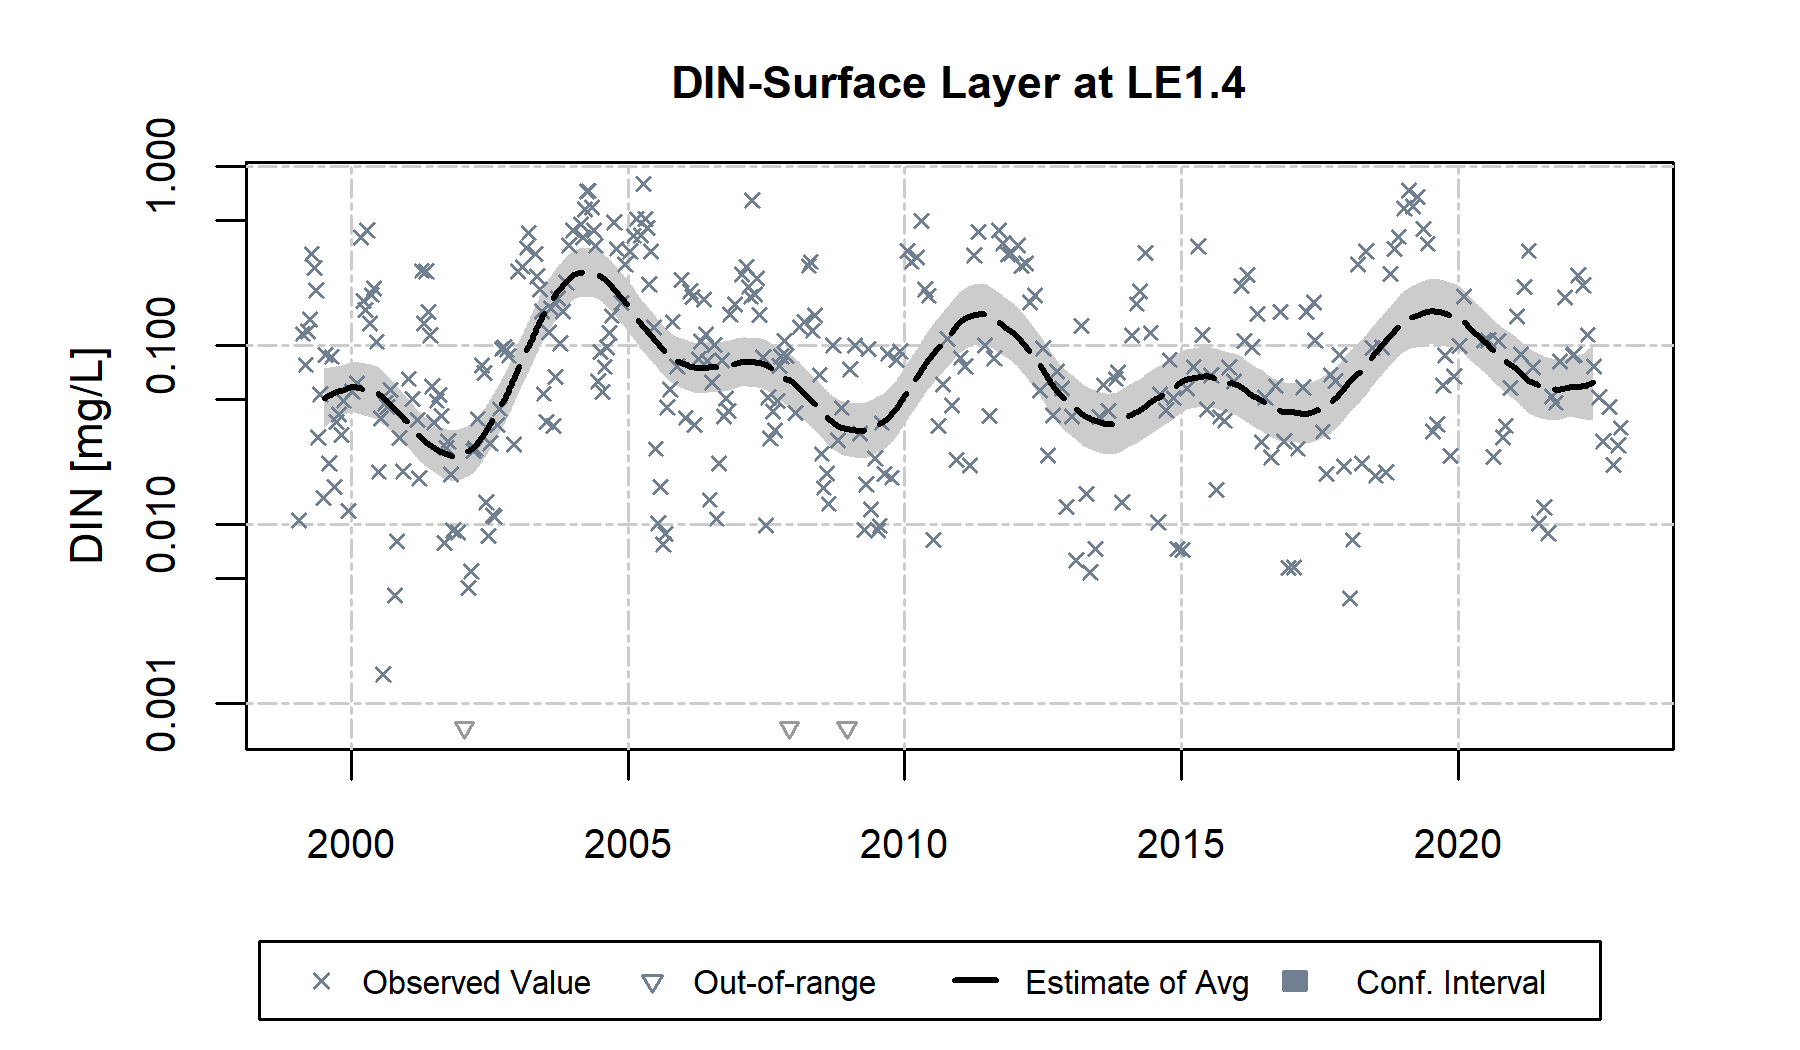 DIN-Surface Layer at LE1.4
DIN [mg/L]
1.000
0.100
0.010
0.001
2000 2005 2010 2015 2020
Observed Value Out-of-range Estimate of Avg Conf. Interval